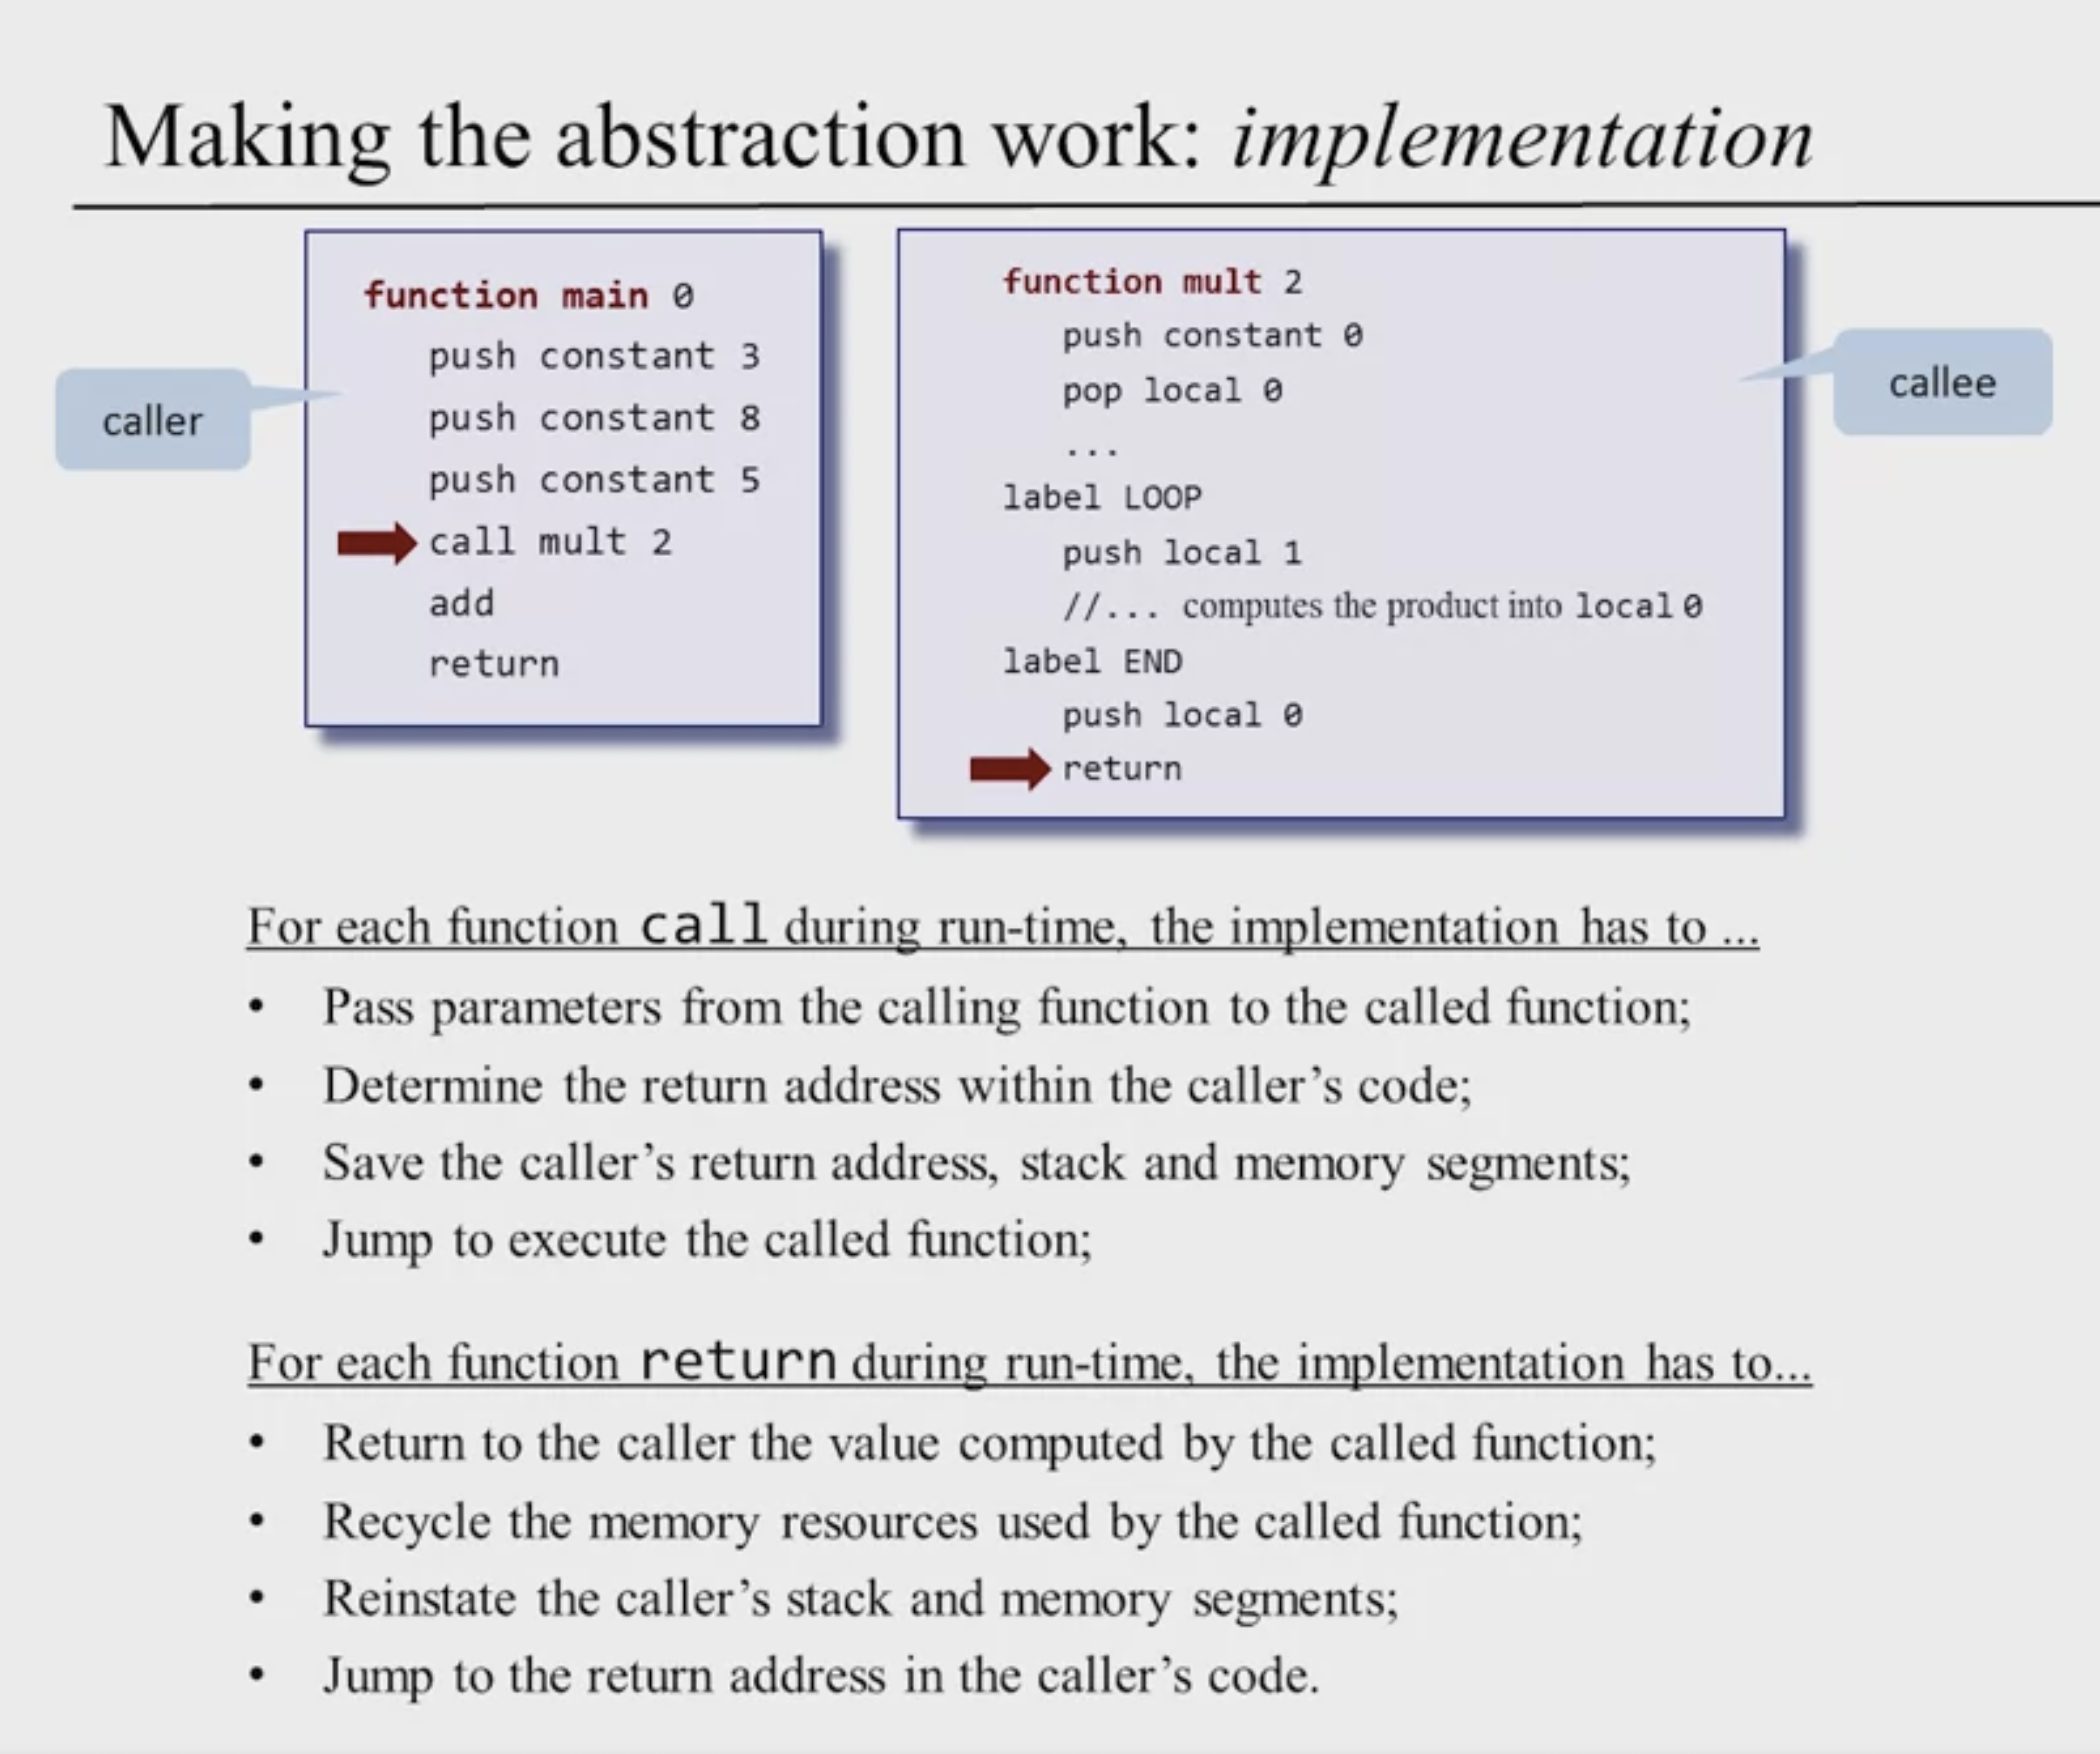 Making the abstraction work: implementation
caller
function main 0
push constant 3
push constant 8
push constant 5
call mult 2
add
return
function mult 2
push constant 0
pop local 0
...
label LOOP
push local 1
//... computes the product into local 0
label END
push local 0
return
callee
For each function call during run-time, the implementation has to ...
• Pass parameters from the calling function to the called function;
• Determine the return address within the caller’s code;
• Save the caller’s return address, stack and memory segments;
• Jump to execute the called function;
For each function return during run-time, the implementation has to...
• Return to the caller the value computed by the called function;
• Recycle the memory resources used by the called function;
• Reinstate the caller’s stack and memory segments;
• Jump to the return address in the caller’s code.